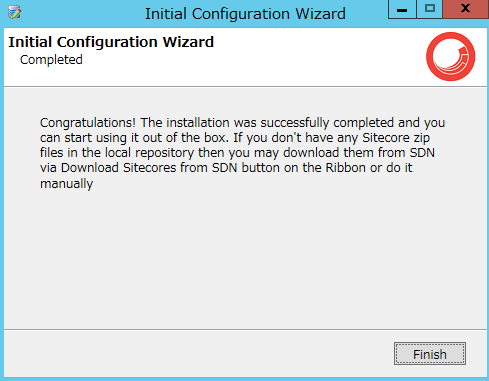 Initial Configuration Wizard
Initial Configuration Wizard
Completed
Congratulations! The installation was successfully completed and you
can start using it out of the box. If you don't have any Sitecore zip
files in the local repository then you may download them from SDN
via Download Sitecores from SDN button on the Ribbon or do it
manually
Finish